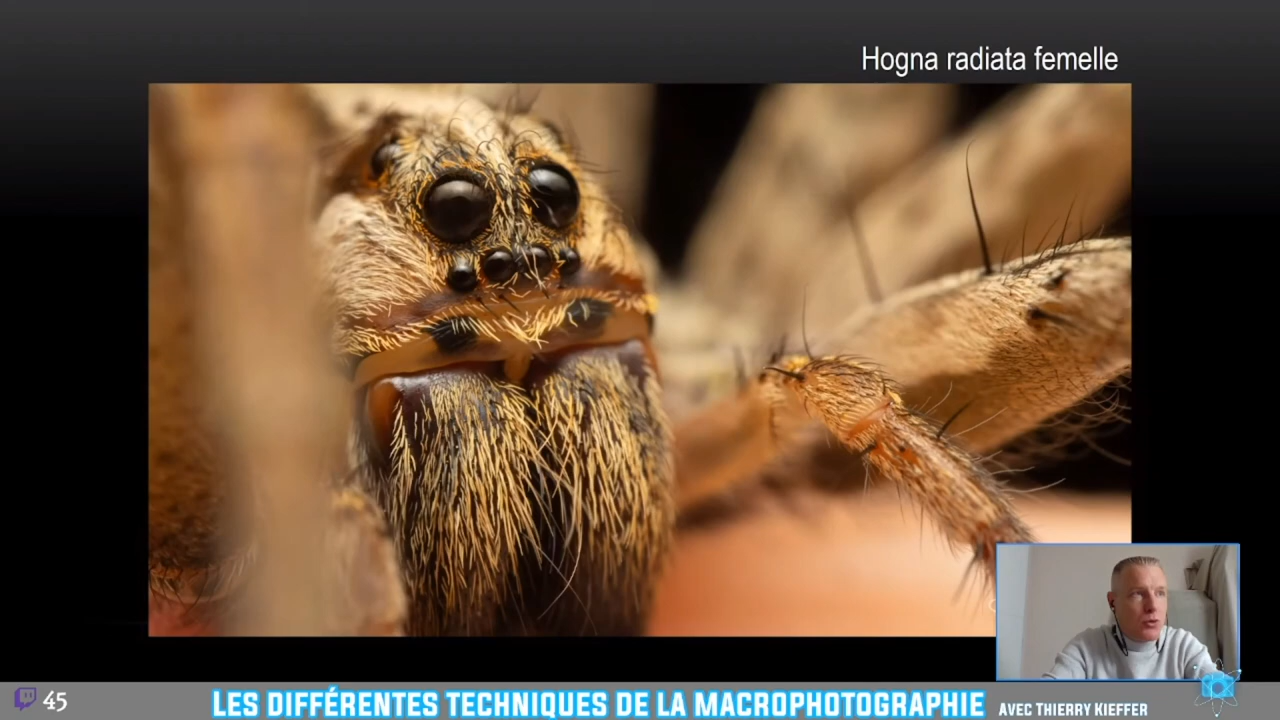 Hogna radiata femelle
45
LES DIFFÉRENTES TECHNIQUES DE LA MACROPHOTOGRAPHIE AVEC THIERRY KIEFFER